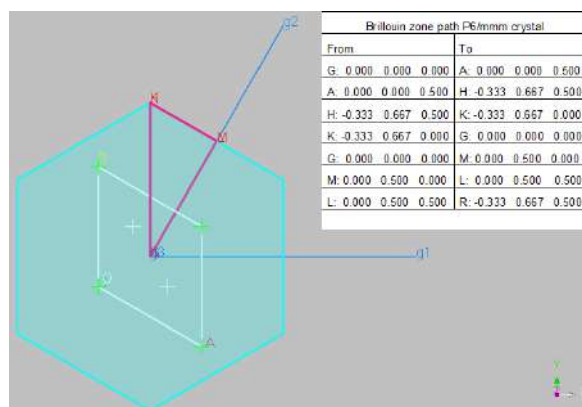 g2
Brillouin zone path P6/mmm crystal
From To
G: 0.000 0.000 0.000 A: 0.000 0.000 0.500
A: 0.000 0.000 0.500 H -0.333 0.667 0.500
H: -0.333 0.667 0.500 K: -0.333 0.667 0.000
K: -0.333 0.667 0.000 G: 0.000 0.000 0.000
G: 0.000 0.000 0.000 M: 0.000 0.500 0.000
M: 0.000 0.500 0.000 L: 0.000 0.500 0.500
L: 0.000 0.500 0.500 R: -0.333 0.667 0.500
M
g1
A
Y